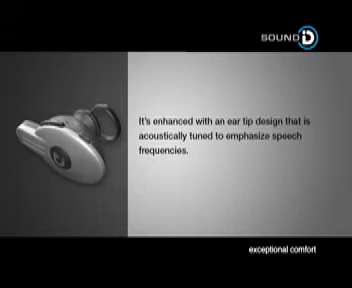 SOUND iD
It's enhanced with an ear tip design that is
acoustically tuned to emphasize speech
frequencies.
exceptional comfort